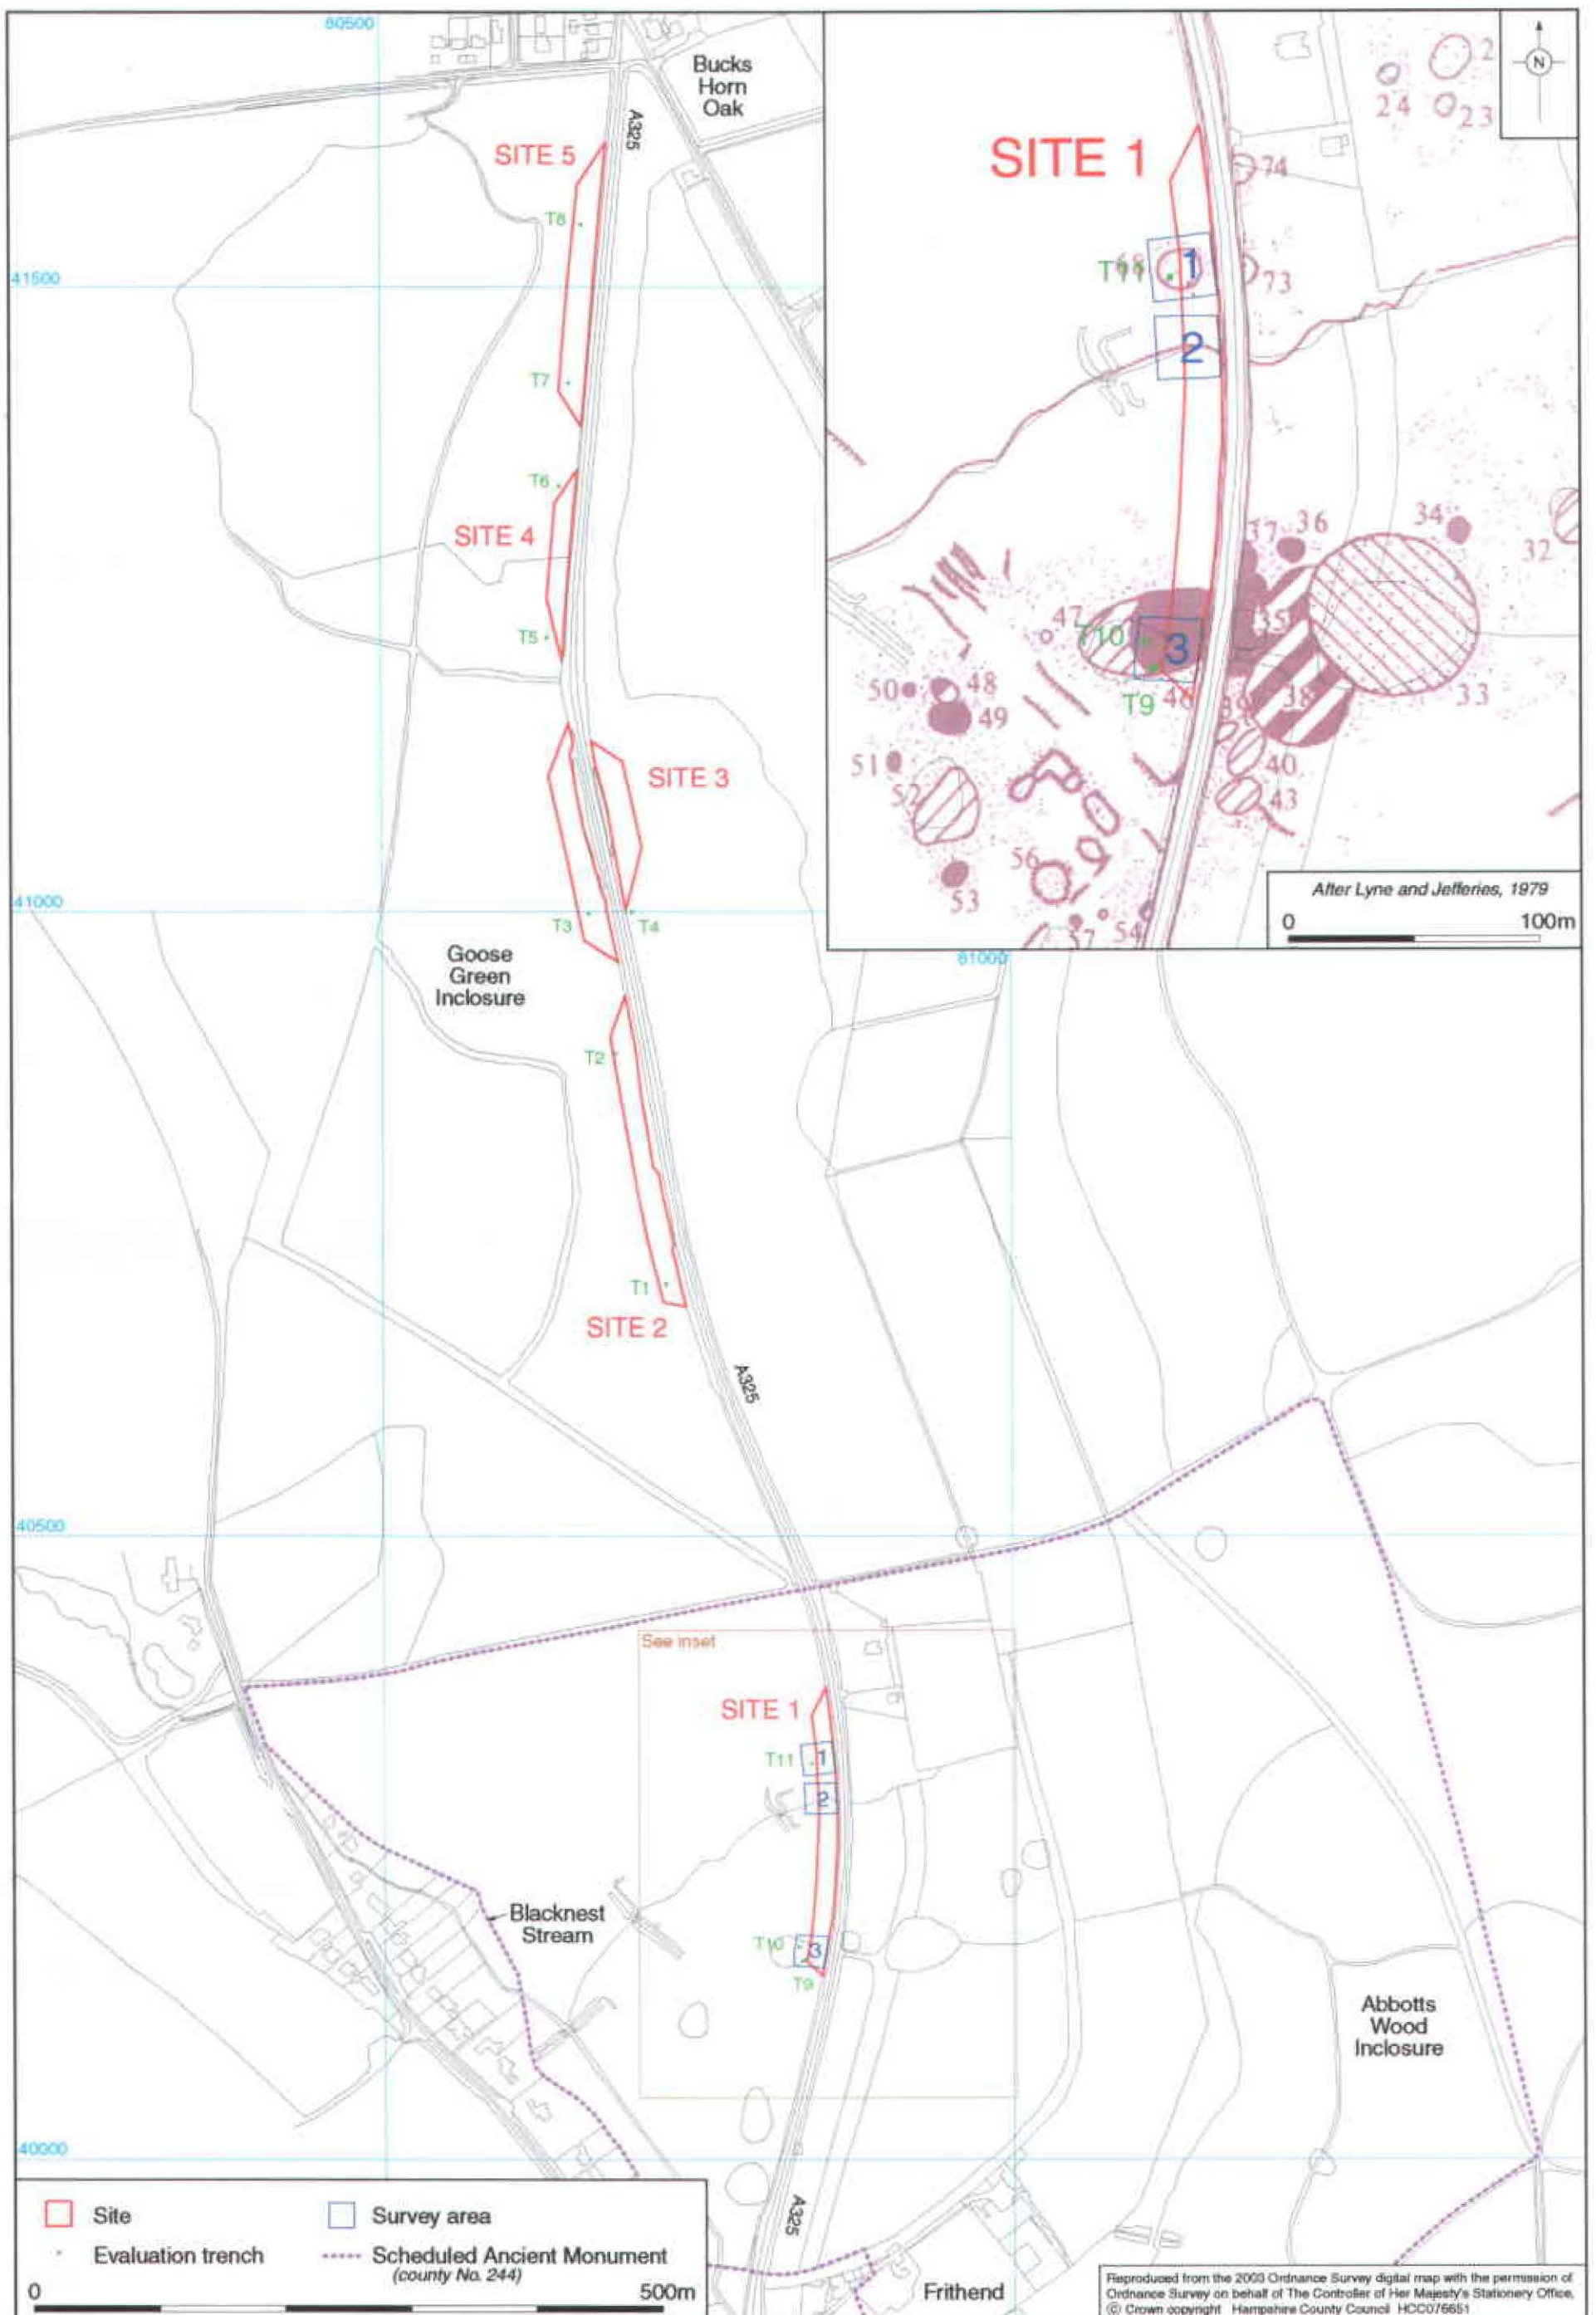 80500
Bucks
Horn
Oak
A325
SITE 5
T8
41500
T7
T6
SITE 4
T5
SITE 3
T3
T4
41000
Goose
Green
Inclosure
T2
T1
SITE 2
A325
81000
N
SITE 1
2
24
23
74
1
T11
73
2
37
36
34
32
47
T10
3
35
50
48
49
T9
46
38
33
51
40
52
43
56
53
57
54
After Lyne and Jefferies, 1979
0
100m
40500
See inset
SITE 1
T11
1
2
Blacknest
Stream
T10
3
T9
Abbotts
Wood
Inclosure
40000
A325
Frithend
Site
Survey area
Evaluation trench
Scheduled Ancient Monument
(county No. 244)
0
500m
Reproduced from the 2003 Ordnance Survey digital map with the permission of
Ordnance Survey on behalf of The Controller of Her Majesty's Stationery Office,
© Crown copyright Hampshire County Council HCC076651